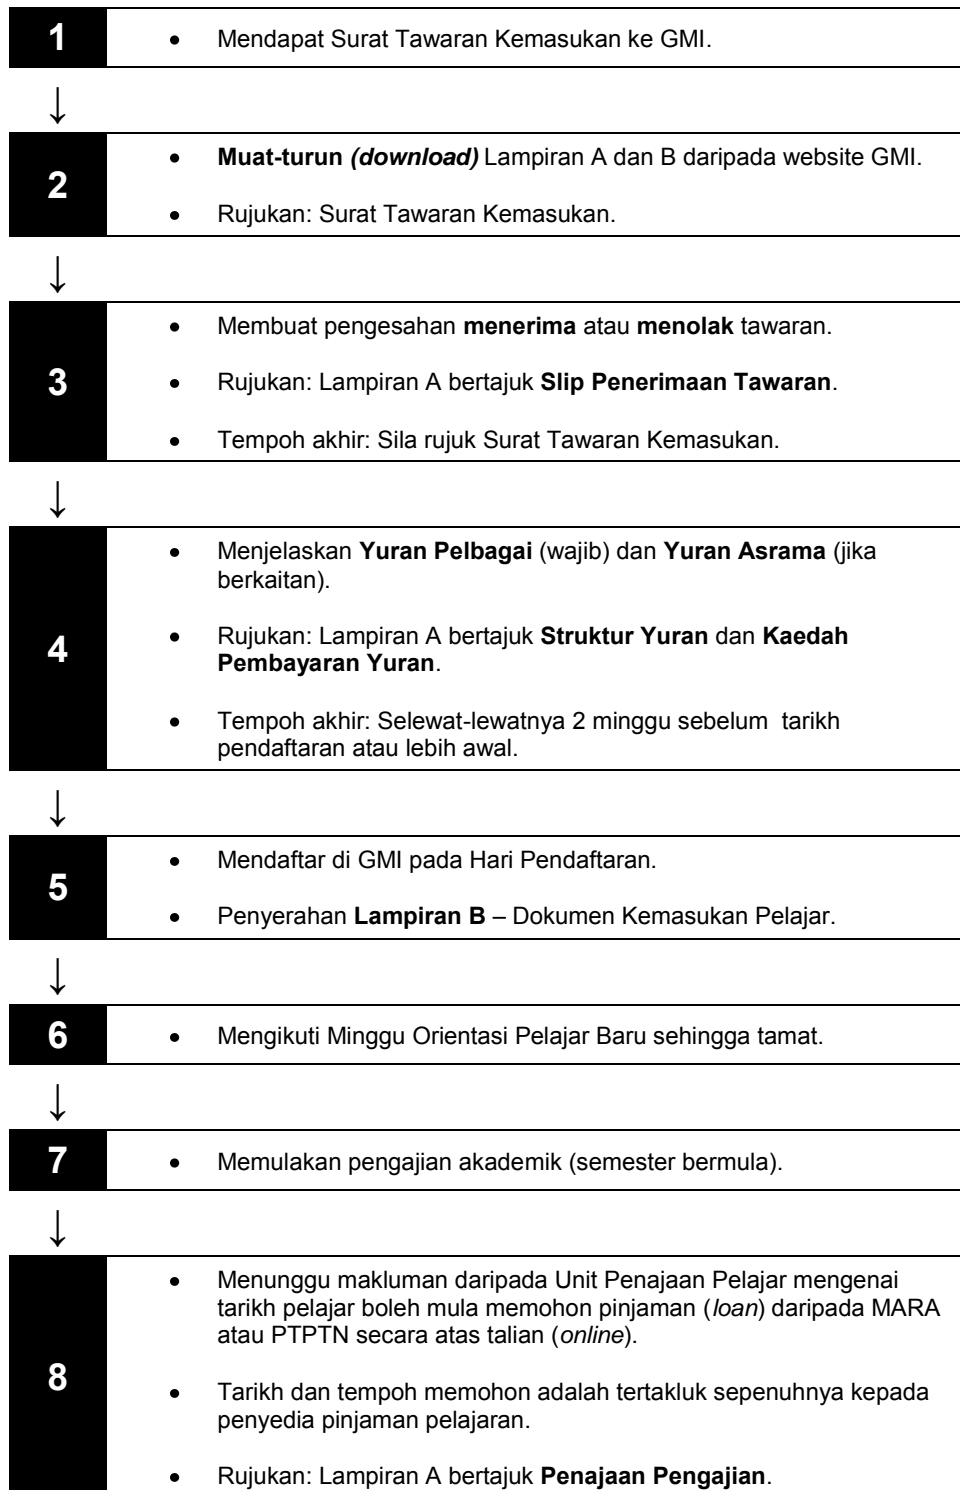 1
• Mendapat Surat Tawaran Kemasukan ke GMI.
↓
2
• Muat-turun (download) Lampiran A dan B daripada website GMI.
• Rujukan: Surat Tawaran Kemasukan.
↓
3
• Membuat pengesahan menerima atau menolak tawaran.
• Rujukan: Lampiran A bertajuk Slip Penerimaan Tawaran.
• Tempoh akhir: Sila rujuk Surat Tawaran Kemasukan.
↓
4
• Menjelaskan Yuran Pelbagai (wajib) dan Yuran Asrama (jika
berkaitan).
• Rujukan: Lampiran A bertajuk Struktur Yuran dan Kaedah
Pembayaran Yuran.
• Tempoh akhir: Selewat-lewatnya 2 minggu sebelum  tarikh
pendaftaran atau lebih awal.
↓
5
• Mendaftar di GMI pada Hari Pendaftaran.
• Penyerahan Lampiran B – Dokumen Kemasukan Pelajar.
↓
6
• Mengikuti Minggu Orientasi Pelajar Baru sehingga tamat.
↓
7
• Memulakan pengajian akademik (semester bermula).
↓
8
• Menunggu makluman daripada Unit Penajaan Pelajar mengenai
tarikh pelajar boleh mula memohon pinjaman (loan) daripada MARA
atau PTPTN secara atas talian (online).
• Tarikh dan tempoh memohon adalah tertakluk sepenuhnya kepada
penyedia pinjaman pelajaran.
• Rujukan: Lampiran A bertajuk Penajaan Pengajian.